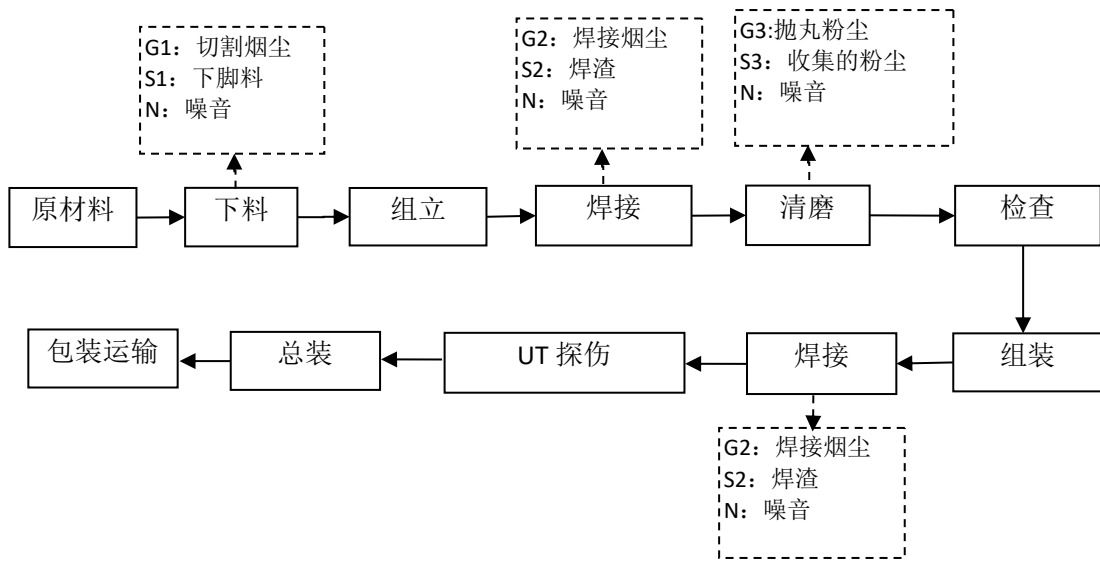 G1：切割烟尘
S1：下脚料
N：噪音
G2：焊接烟尘
S2：焊渣
N：噪音
G3:抛丸粉尘
S3：收集的粉尘
N：噪音
原材料
下料
组立
焊接
清磨
检查
包装运输
总装
UT 探伤
焊接
组装
G2：焊接烟尘
S2：焊渣
N：噪音